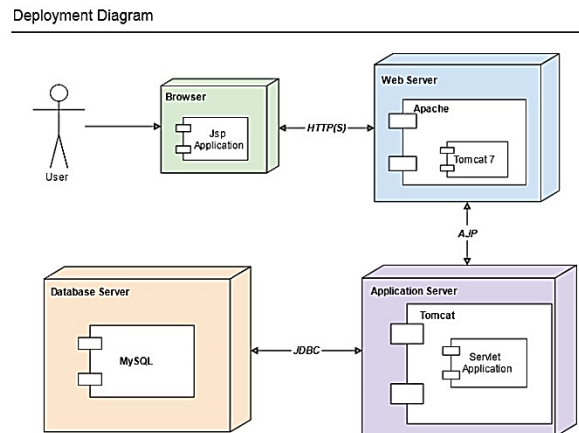 Deployment Diagram
User
Browser
Jsp
Application
HTTP(S)
Web Server
Apache
Tomcat 7
AJP
Database Server
MySQL
JDBC
Application Server
Tomcat
Servlet
Application